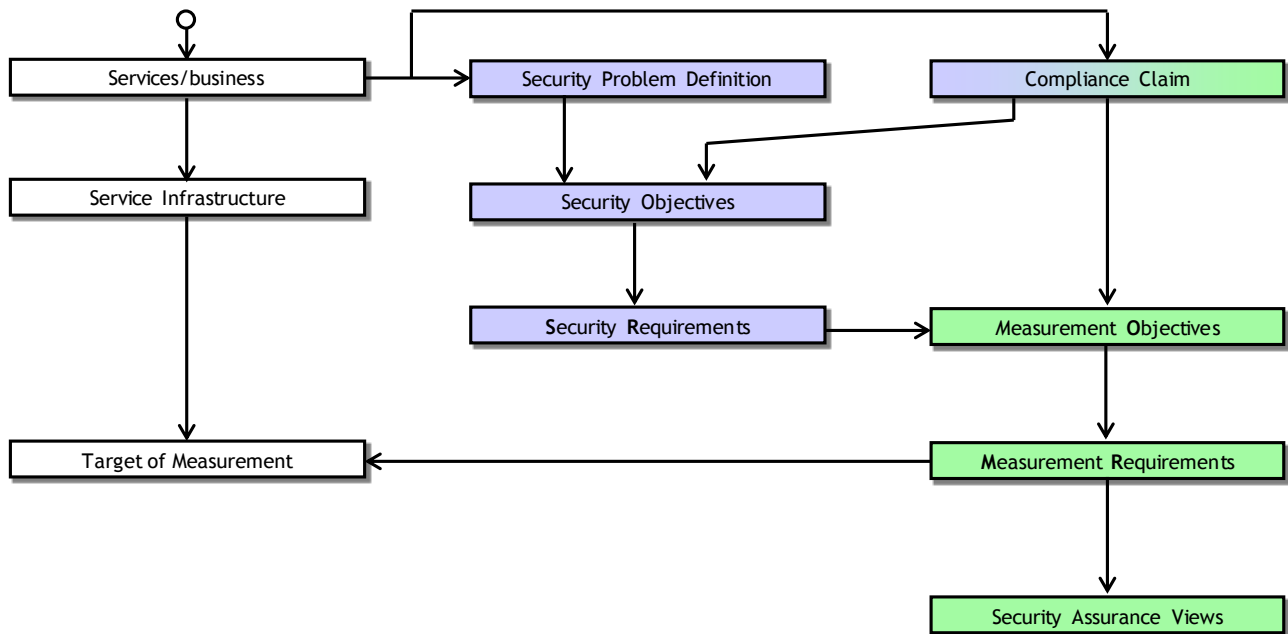 Services/business
Security Problem Definition
Compliance Claim
Service Infrastructure
Security Objectives
Security Requirements
Measurement Objectives
Target of Measurement
Measurement Requirements
Security Assurance Views